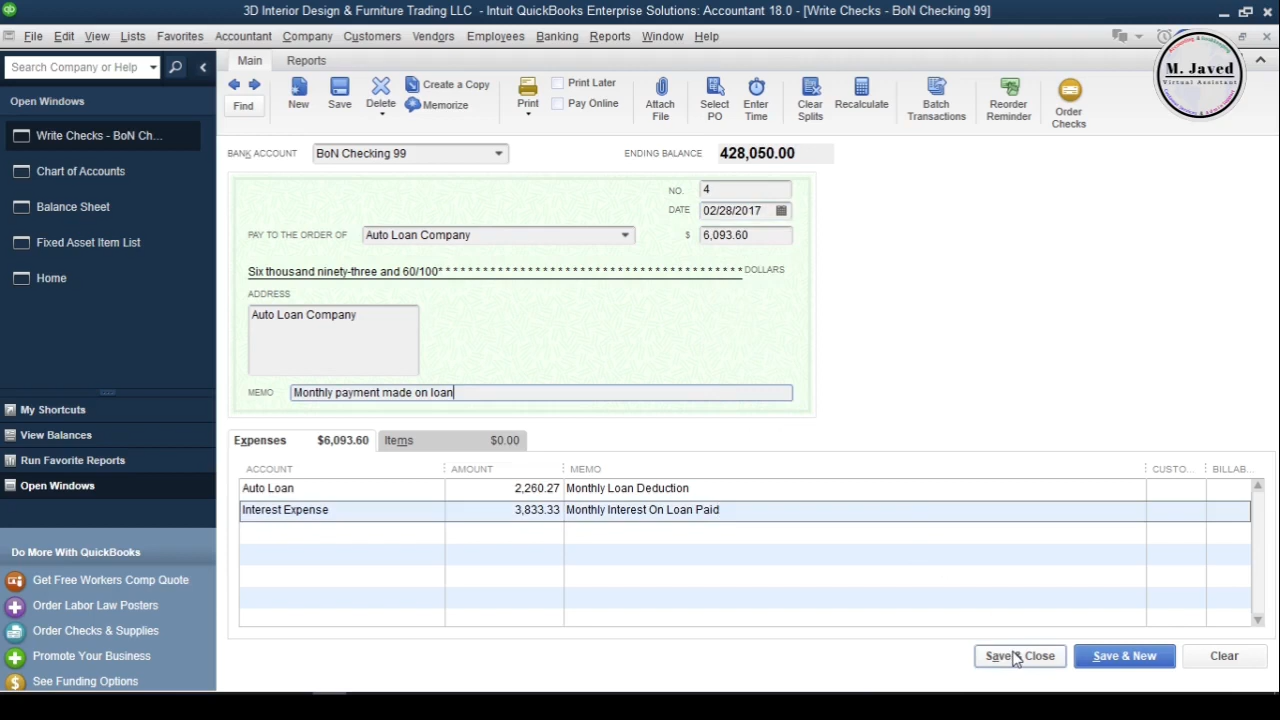 3D Interior Design & Furniture Trading LLC - Intuit QuickBooks Enterprise Solutions: Accountant 18.0 - [Write Checks - BoN Checking 99]
File Edit View Lists Favorites Accountant Company Customers Vendors Employees Banking Reports Window Help
Search Company or Help
Main Reports
Find New Save Delete Create a Copy Memorize Print Print Later Pay Online Attach File Select PO Enter Time Clear Splits Recalculate Batch Transactions Reorder Reminder Order Checks
M. Javed
Virtual Assistant
Open Windows
Write Checks - BoN Ch...
Chart of Accounts
Balance Sheet
Fixed Asset Item List
Home
My Shortcuts
View Balances
Run Favorite Reports
Open Windows
Do More With QuickBooks
Get Free Workers Comp Quote
Order Labor Law Posters
Order Checks & Supplies
Promote Your Business
See Funding Options
BANK ACCOUNT BoN Checking 99 ENDING BALANCE 428,050.00
NO. 4
DATE 02/28/2017
PAY TO THE ORDER OF Auto Loan Company $ 6,093.60
Six thousand ninety-three and 60/100* * * * * * * * * * * * * * * * * * * * * * * * * * * * * * * * * * * * * * * * * DOLLARS
ADDRESS
Auto Loan Company
MEMO Monthly payment made on loan
Expenses $6,093.60 Items $0.00
ACCOUNT AMOUNT MEMO CUSTO... BILLAB...
Auto Loan 2,260.27 Monthly Loan Deduction
Interest Expense 3,833.33 Monthly Interest On Loan Paid
Save & Close Save & New Clear